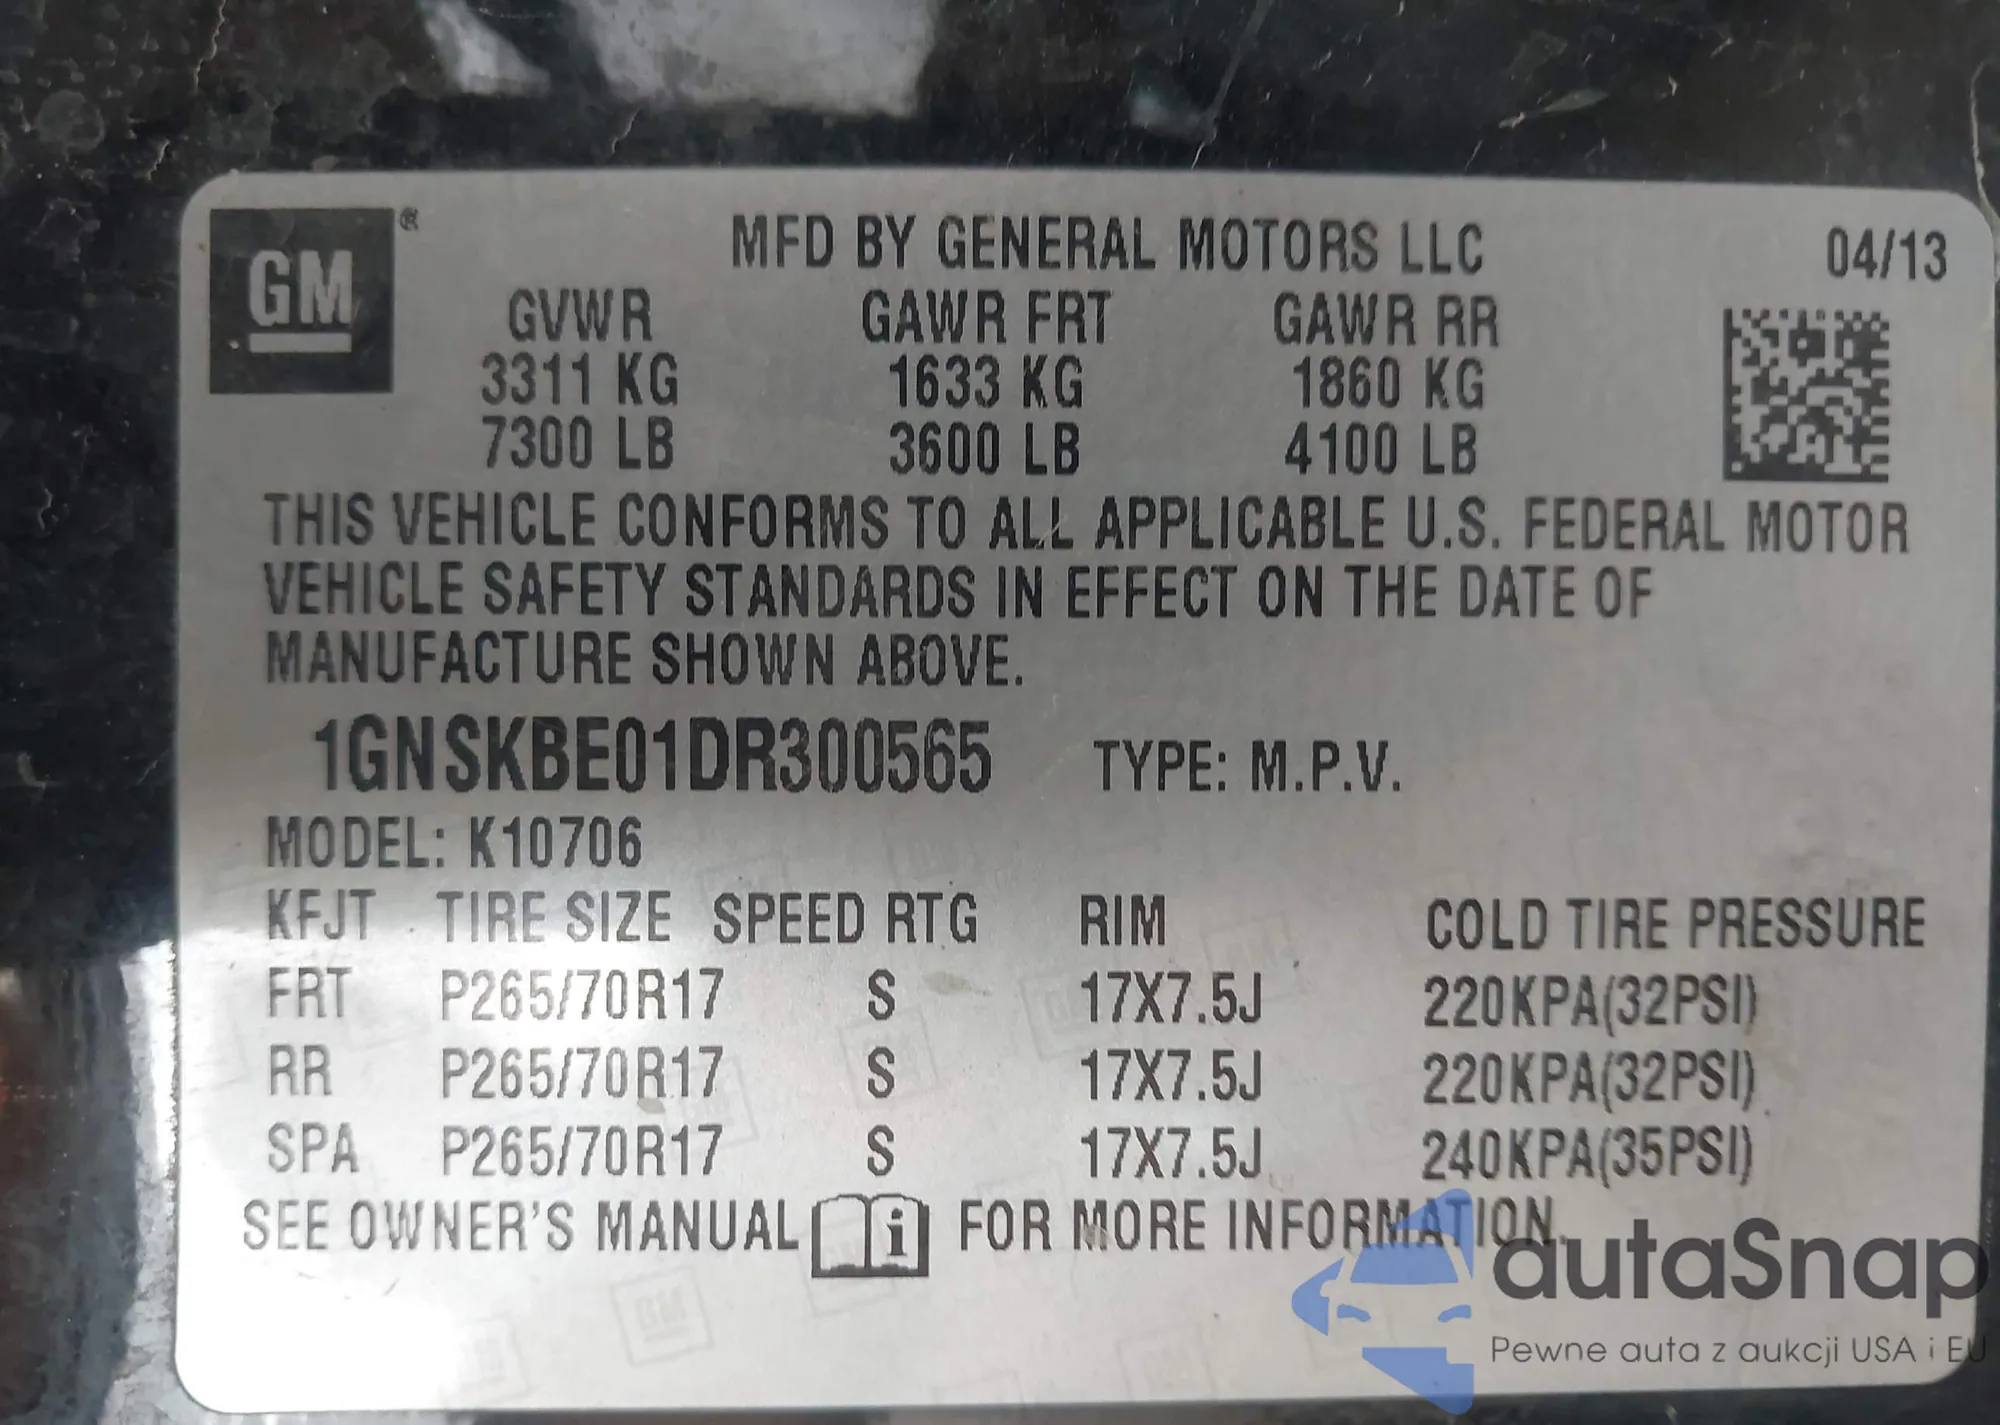 GM®
MFD BY GENERAL MOTORS LLC 04/13
GVWR GAWR FRT GAWR RR
3311 KG 1633 KG 1860 KG
7300 LB 3600 LB 4100 LB
THIS VEHICLE CONFORMS TO ALL APPLICABLE U.S. FEDERAL MOTOR
VEHICLE SAFETY STANDARDS IN EFFECT ON THE DATE OF
MANUFACTURE SHOWN ABOVE.
1GNSKBE01DR300565 TYPE: M.P.V.
MODEL: K10706
KFJT TIRE SIZE SPEED RTG RIM COLD TIRE PRESSURE
FRT P265/70R17 S 17X7.5J 220KPA(32PSI)
RR P265/70R17 S 17X7.5J 220KPA(32PSI)
SPA P265/70R17 S 17X7.5J 240KPA(35PSI)
SEE OWNER'S MANUAL i FOR MORE INFORMATION.
autaSnap
Pewne auta z aukcji USA i EU